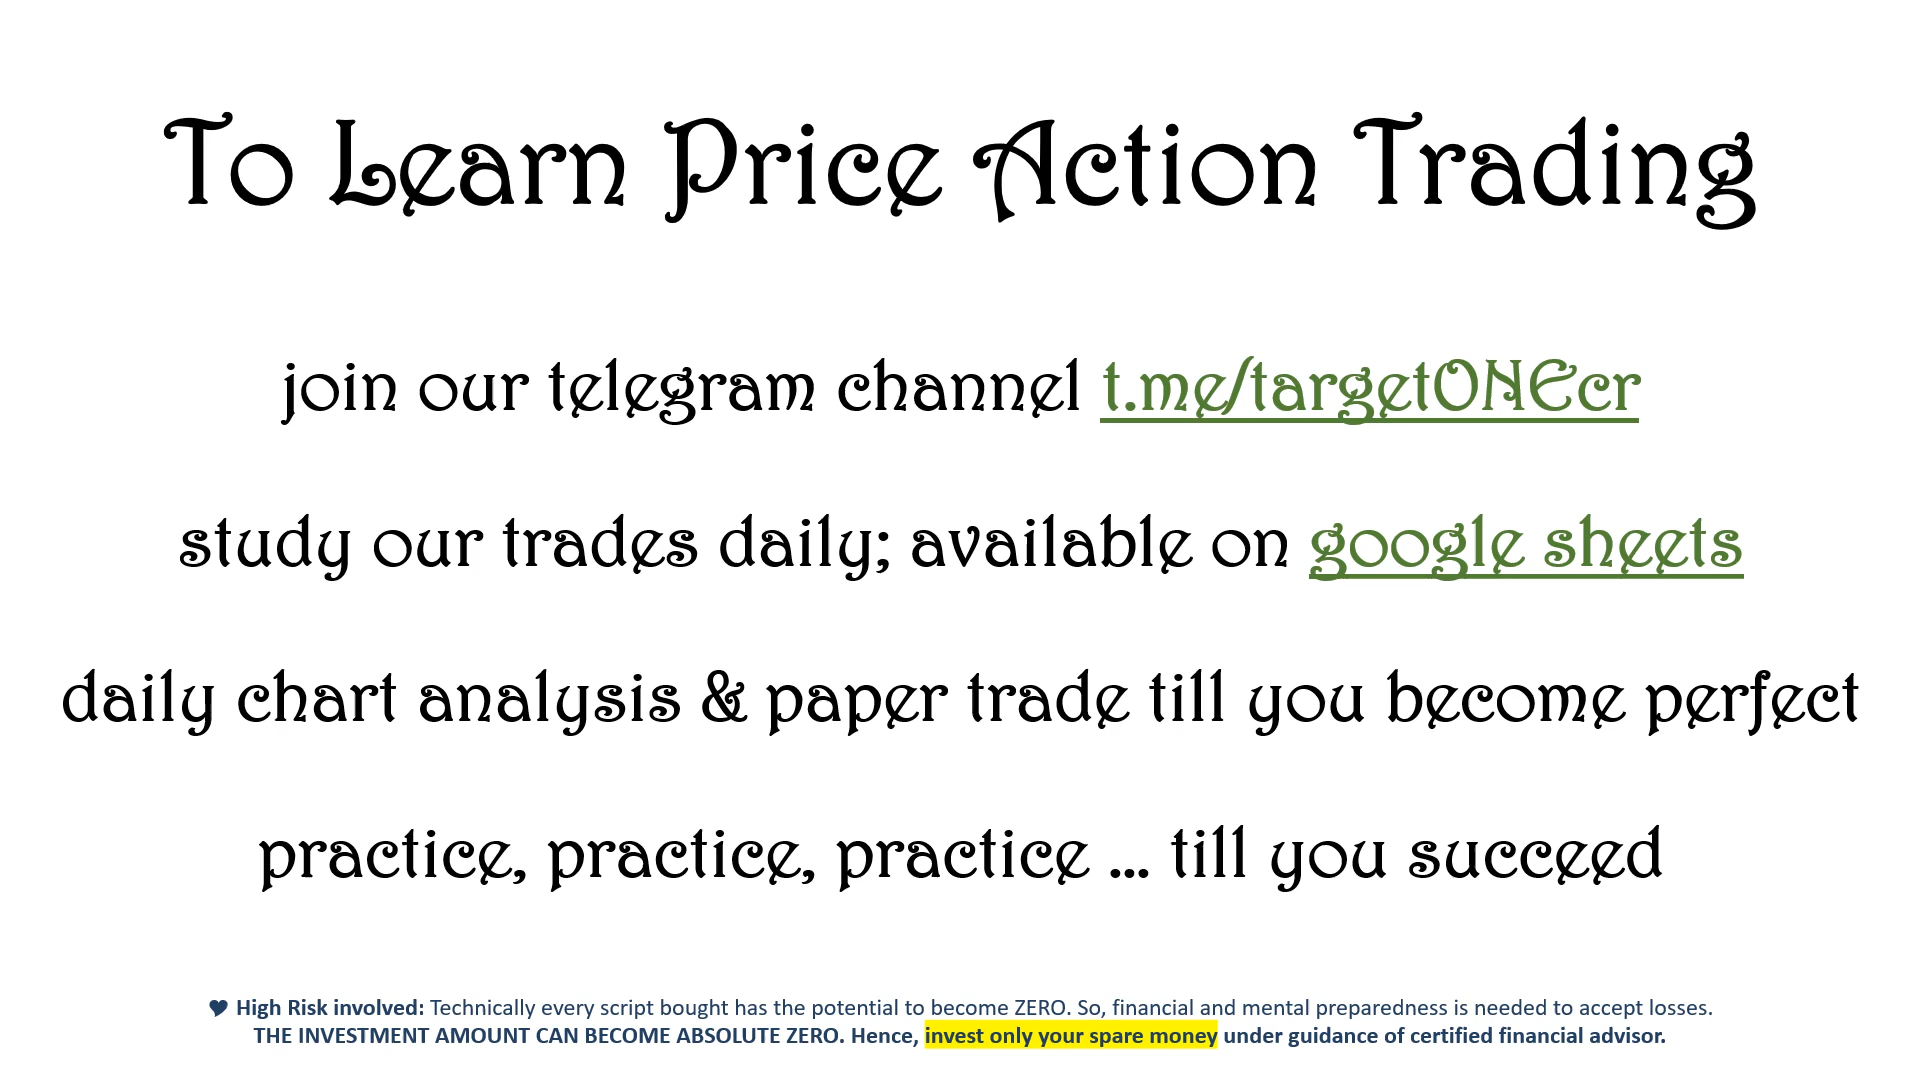 To Learn Price Action Trading
join our telegram channel t.me/targetONEcr
study our trades daily; available on google sheets
daily chart analysis & paper trade till you become perfect
practice, practice, practice ... till you succeed
♥ High Risk involved: Technically every script bought has the potential to become ZERO. So, financial and mental preparedness is needed to accept losses.
THE INVESTMENT AMOUNT CAN BECOME ABSOLUTE ZERO. Hence, invest only your spare money under guidance of certified financial advisor.